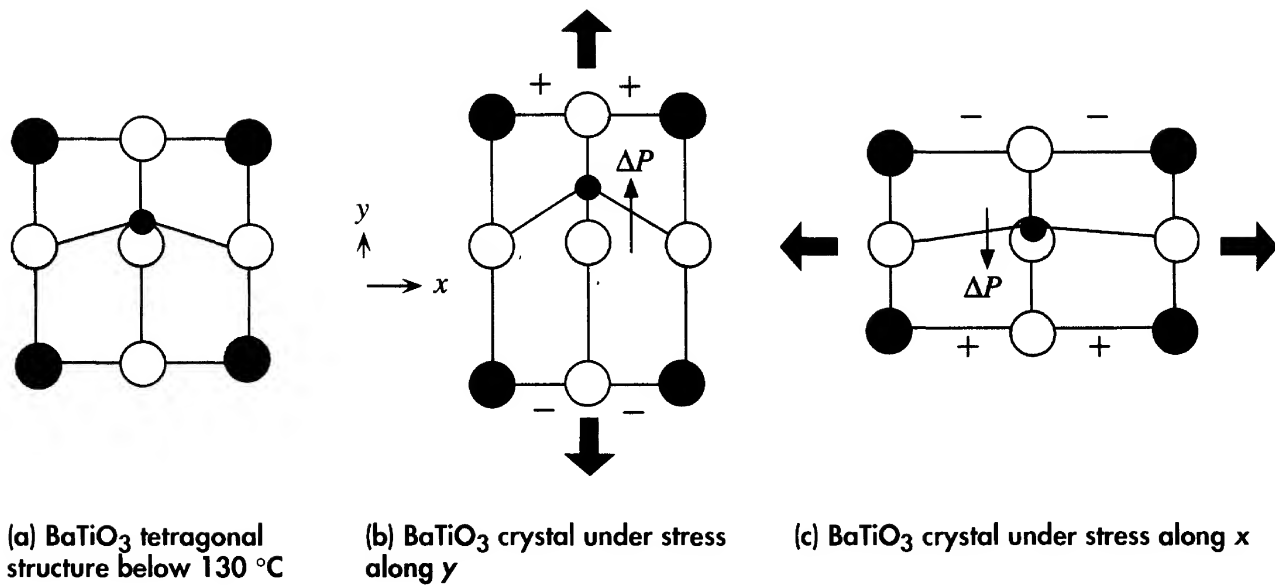 + +
ΔP
y
x
− −
− −
ΔP
+ +
(a) BaTiO₃ tetragonal
structure below 130 °C
(b) BaTiO₃ crystal under stress
along y
(c) BaTiO₃ crystal under stress along x